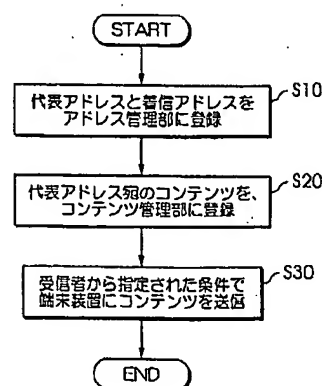 START
代表アドレスと着信アドレスを
アドレス管理部に登録
S10
代表アドレス宛のコンテンツを、
コンテンツ管理部に登録
S20
受信者から指定された条件で
端末装置にコンテンツを送信
S30
END